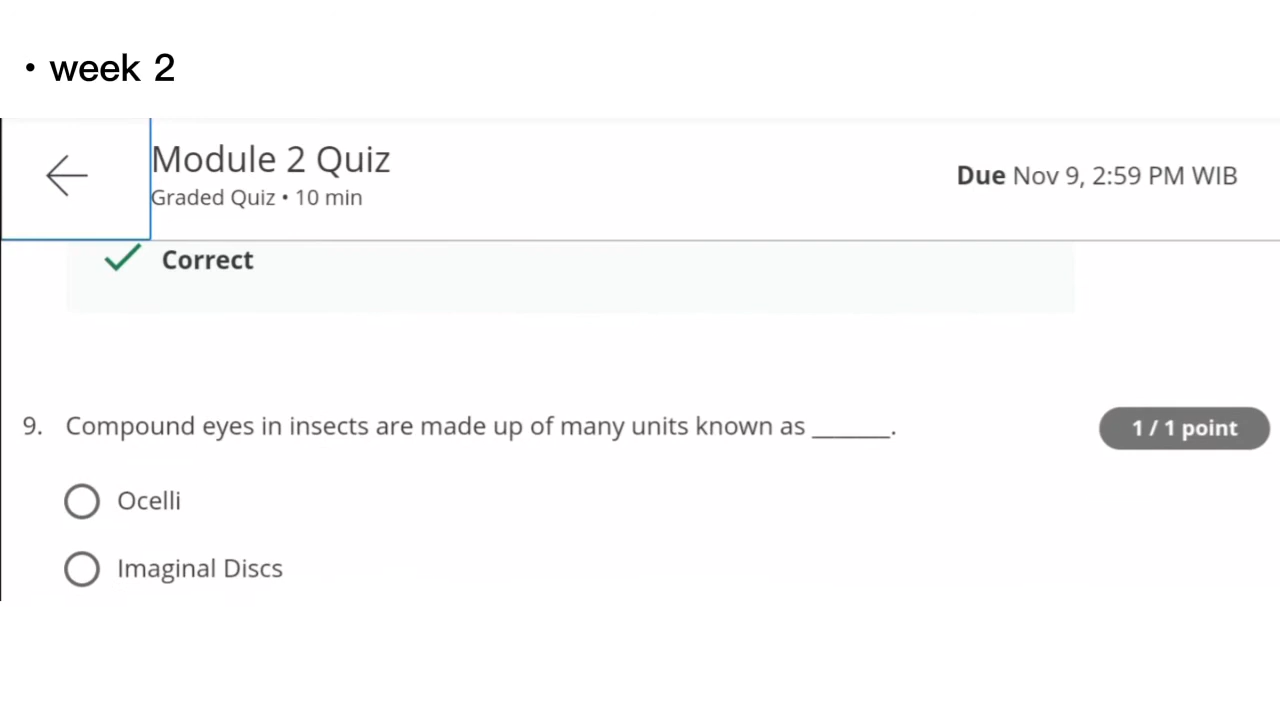 • week 2
Module 2 Quiz
Graded Quiz • 10 min
Due Nov 9, 2:59 PM WIB
Correct
9. Compound eyes in insects are made up of many units known as ______.
1 / 1 point
Ocelli
Imaginal Discs